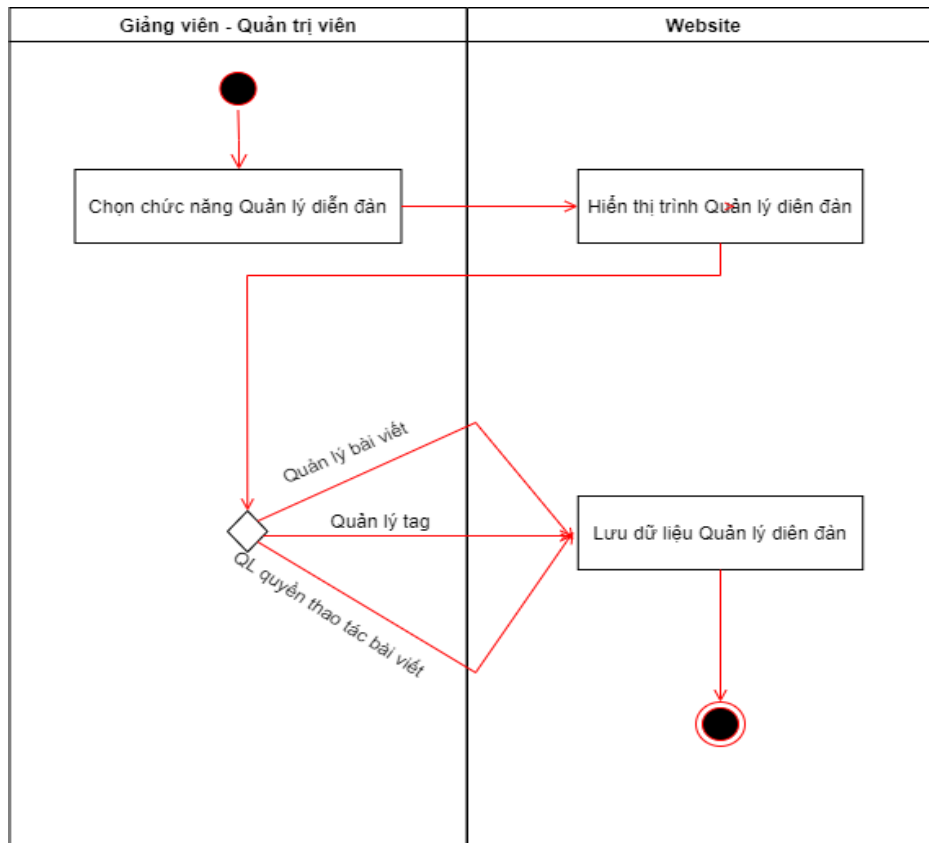 Giảng viên - Quản trị viên
Website
Chọn chức năng Quản lý diễn đàn
Hiển thị trình Quản lý diên đàn
Quản lý bài viết
Quản lý tag
QL quyền thao tác bài viết
Lưu dữ liệu Quản lý diên đàn